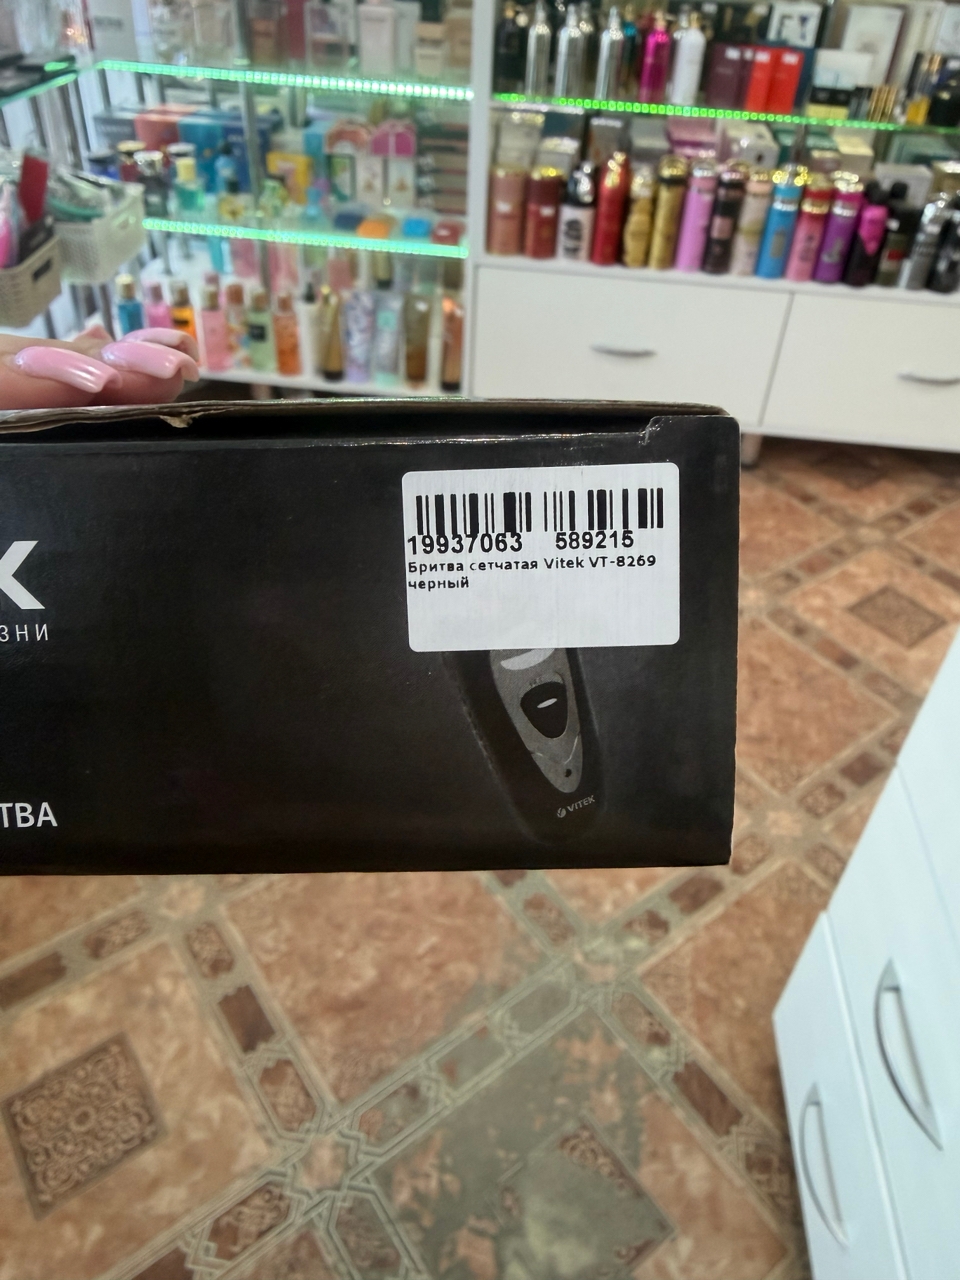 19937063 589215
Бритва сетчатая Vitek VT-8269
черный
K
ЗНИ
VITEK
ТВА